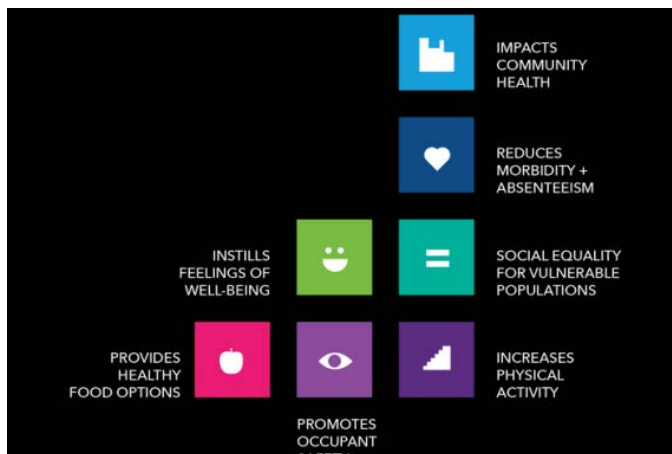 IMPACTS
COMMUNITY
HEALTH
REDUCES
MORBIDITY +
ABSENTEEISM
INSTILLS
FEELINGS OF
WELL-BEING
SOCIAL EQUALITY
FOR VULNERABLE
POPULATIONS
PROVIDES
HEALTHY
FOOD OPTIONS
INCREASES
PHYSICAL
ACTIVITY
PROMOTES
OCCUPANT